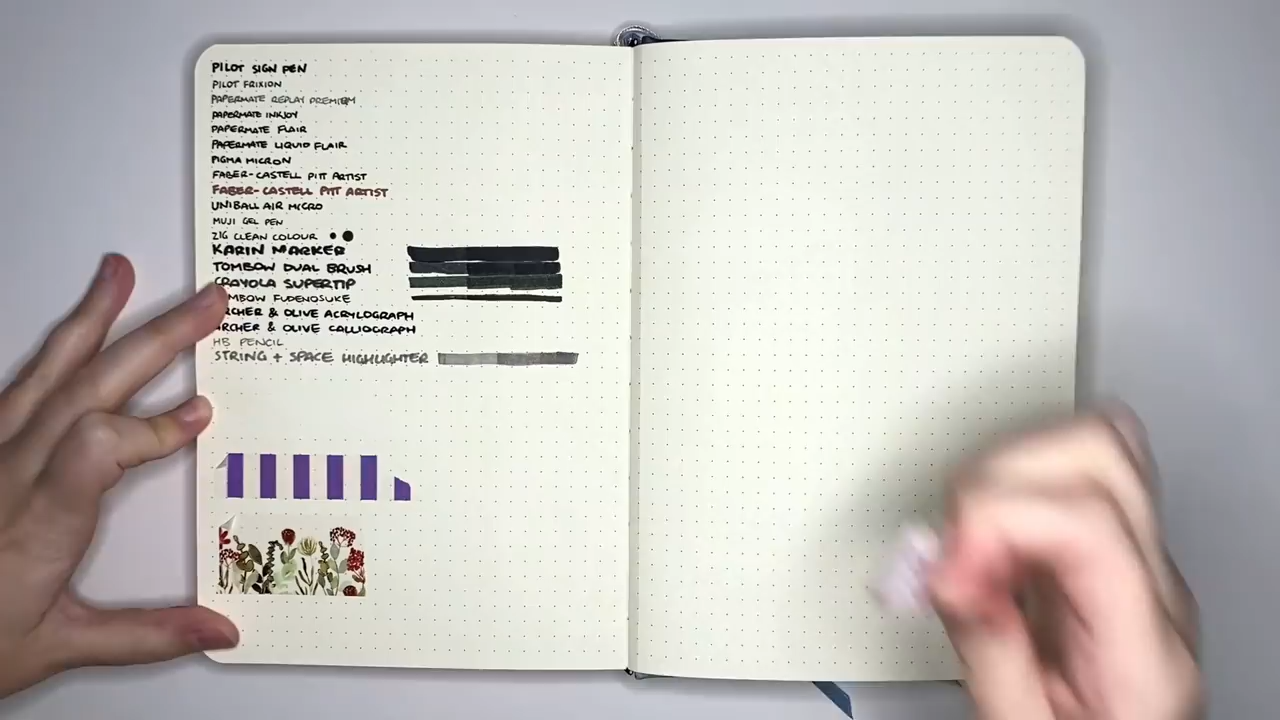 PILOT SIGN PEN
PILOT FRIXION
PAPERMATE REPLAY PREMIUM
PAPERMATE INKJOY
PAPERMATE FLAIR
PAPERMATE LIQUID FLAIR
PIGMA MICRON
FABER-CASTELL PITT ARTIST
FABER-CASTELL PITT ARTIST
UNIBALL AIR MICRO
MUJI GEL PEN
ZIG CLEAN COLOUR
KARIN MARKER
TOMBOW DUAL BRUSH
CRAYOLA SUPERTIP
OMBOW FUDENOSUKE
RCHER & OLIVE ACRYLOGRAPH
RCHER & OLIVE CALLIOGRAPH
HB PENCIL
STRING + SPACE HIGHLIGHTER